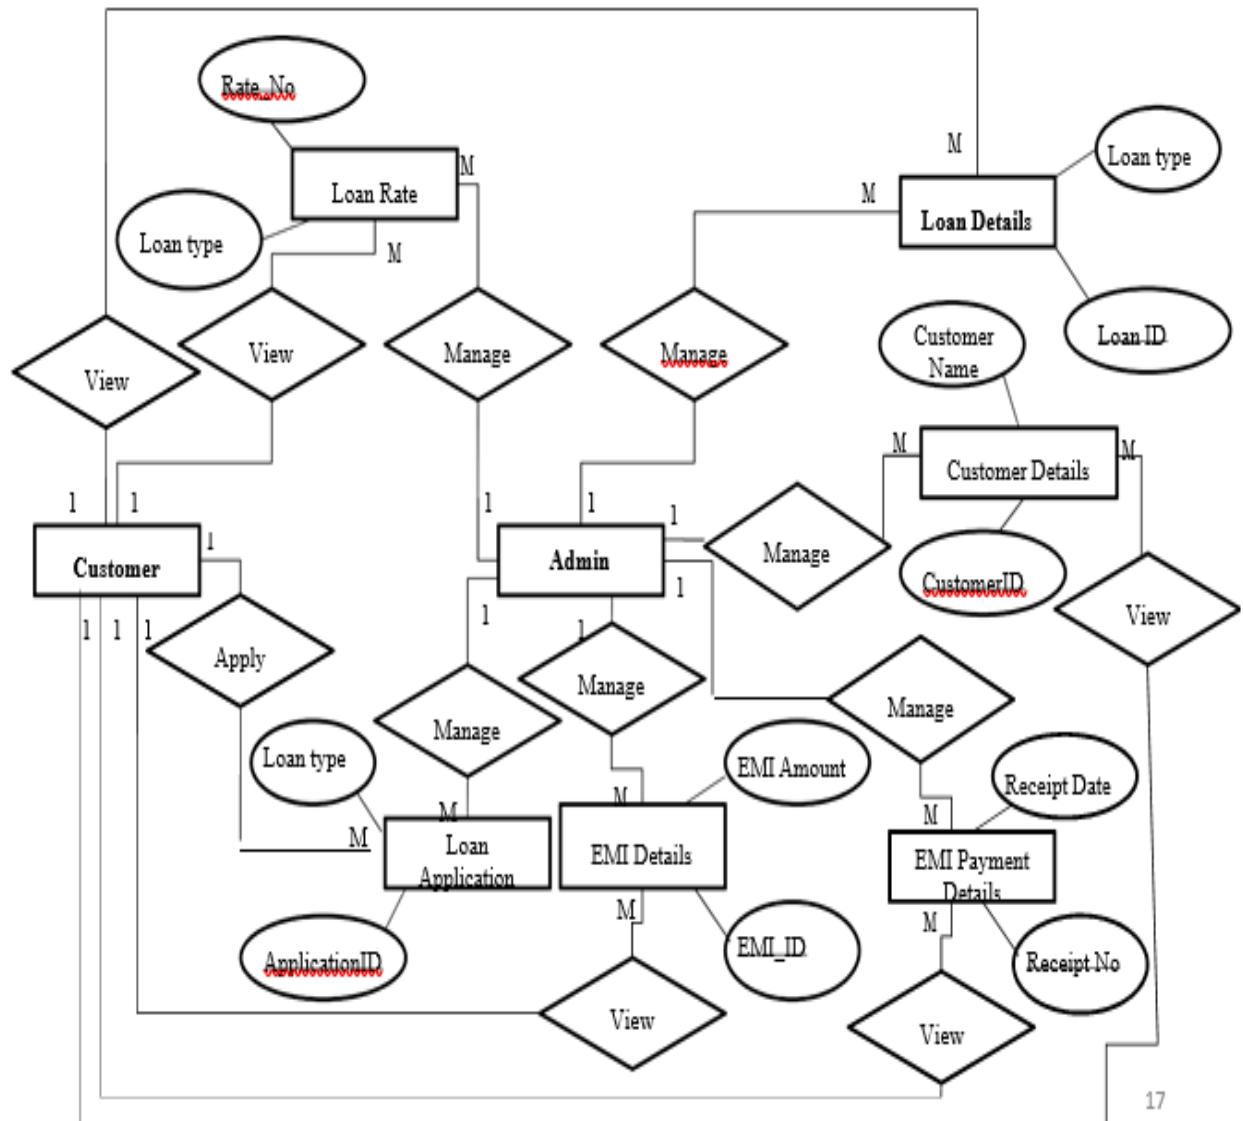 Rate_No
M
Loan type
M
Loan Rate
M
Loan type
M
Loan Details
M
Loan ID
Customer
Name
View
View
Manage
Manage
M
M
Customer Details
1
1
1
1
1
Customer
1
Admin
Manage
CustomerID
1
View
1
1
1
1
1
Apply
Manage
Manage
Manage
Loan type
EMI Amount
Receipt Date
M
M
M
M
Loan
Application
EMI Details
EMI Payment
Details
M
M
ApplicationID
EMI_ID
Receipt No
View
View
17